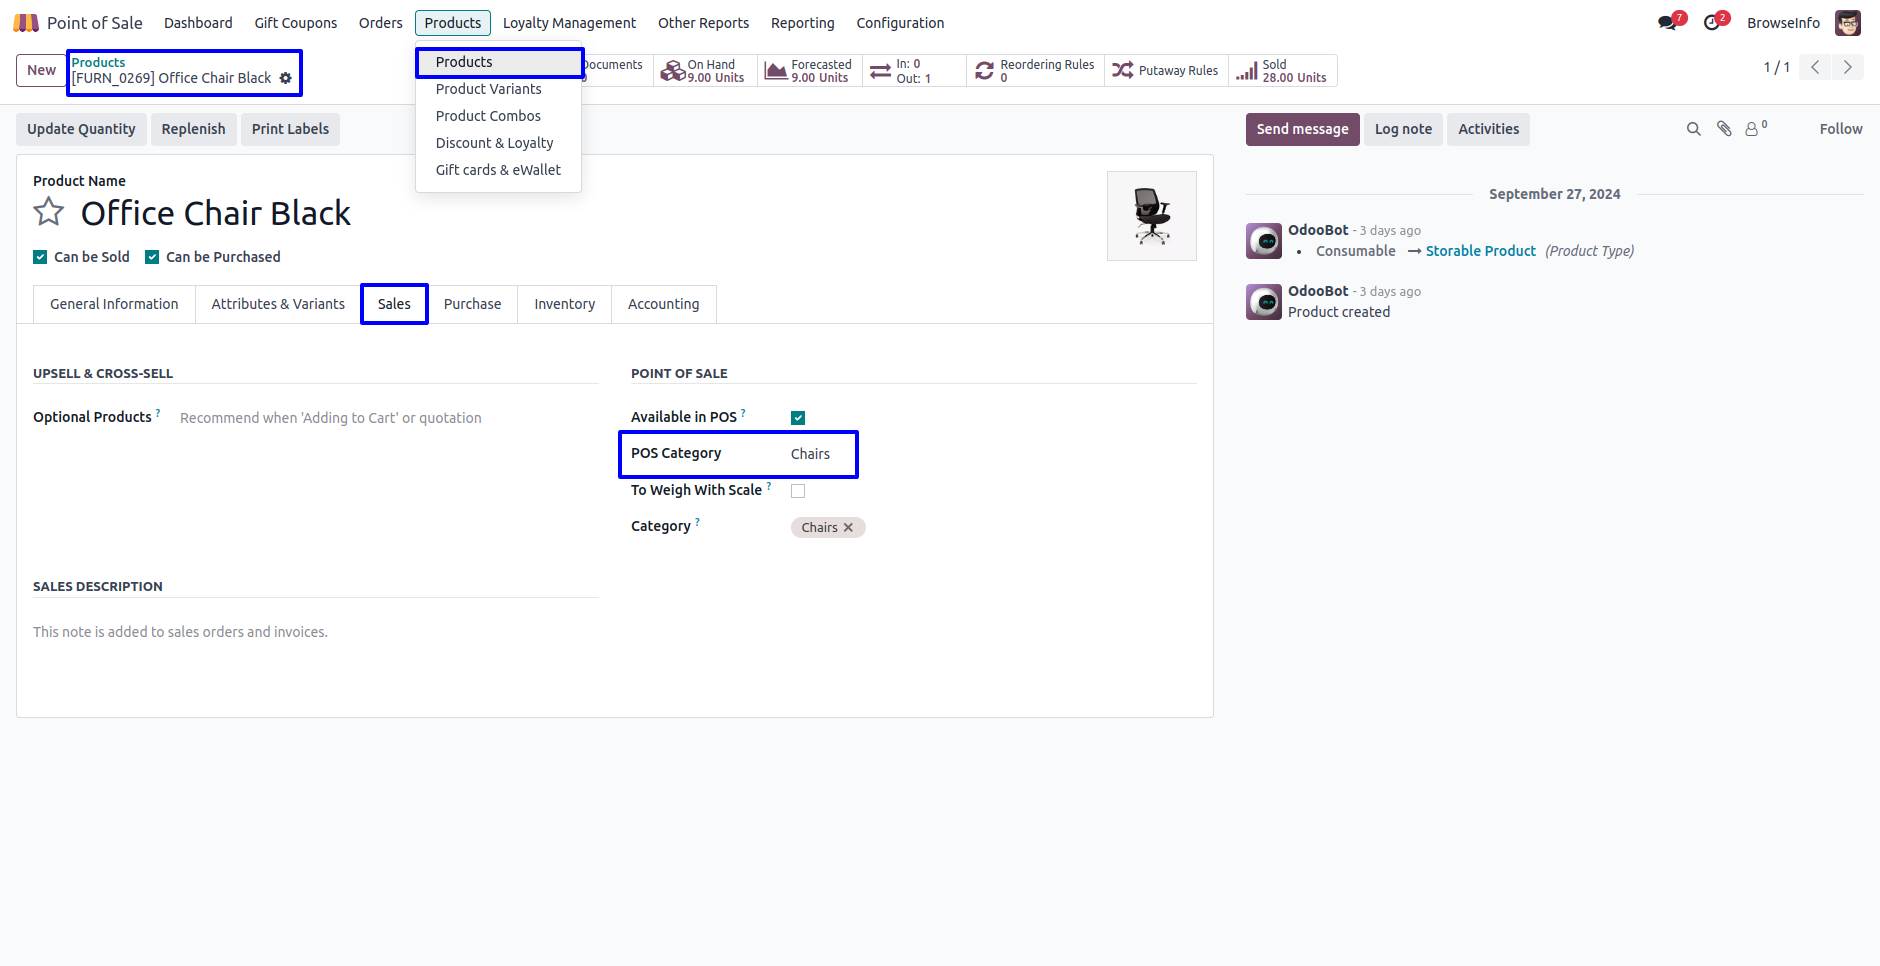 Point of Sale Dashboard Gift Coupons Orders Products Loyalty Management Other Reports Reporting Configuration 7 2 BrowseInfo
New
Products
[FURN_0269] Office Chair Black
Products
Product Variants
Product Combos
Discount & Loyalty
Gift cards & eWallet
Documents
0
On Hand
9.00 Units
Forecasted
9.00 Units
In: 0
Out: 1
Reordering Rules
0
Putaway Rules
Sold
28.00 Units
1 / 1
Update Quantity Replenish Print Labels
Send message Log note Activities 0 Follow
Product Name
Office Chair Black
Can be Sold Can be Purchased
General Information Attributes & Variants Sales Purchase Inventory Accounting
UPSELL & CROSS-SELL
Optional Products ? Recommend when 'Adding to Cart' or quotation
POINT OF SALE
Available in POS ?
POS Category Chairs
To Weigh With Scale ?
Category ? Chairs
SALES DESCRIPTION
This note is added to sales orders and invoices.
September 27, 2024
OdooBot - 3 days ago
• Consumable → Storable Product (Product Type)
OdooBot - 3 days ago
Product created